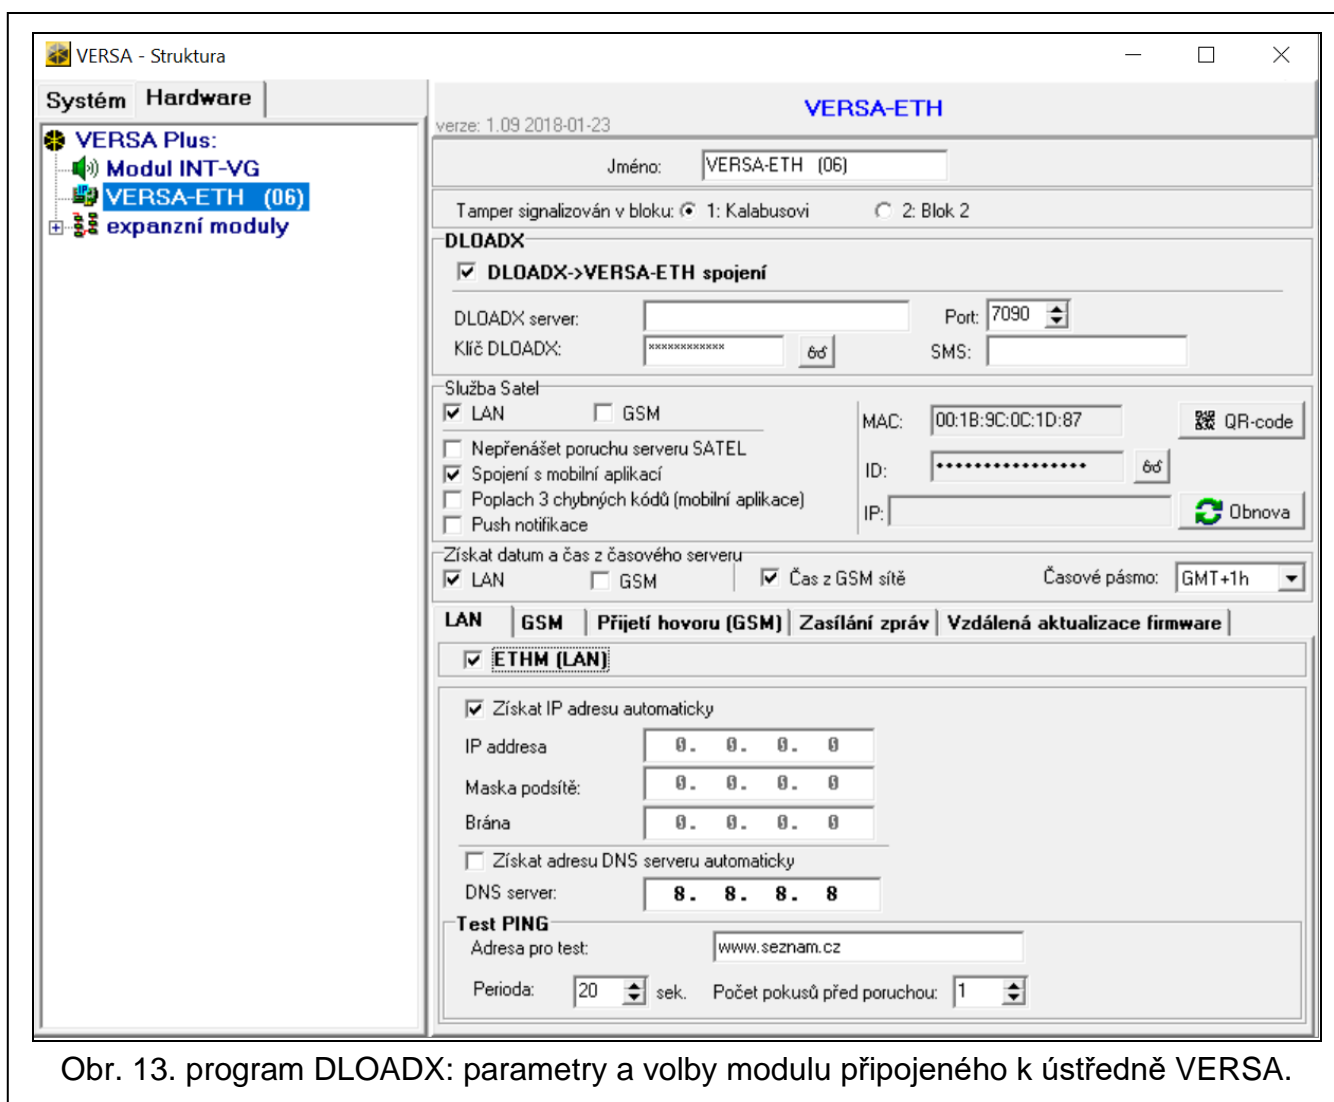 VERSA - Struktura
Systém Hardware
VERSA Plus:
Modul INT-VG
VERSA-ETH (06)
expanzní moduly
VERSA-ETH
verze: 1.09 2018-01-23
Jméno: VERSA-ETH (06)
Tamper signalizován v bloku: 1: Kalabusovi 2: Blok 2
DLOADX
DLOADX->VERSA-ETH spojení
DLOADX server: Port: 7090
Klíč DLOADX: ************ SMS:
Služba Satel
LAN GSM
Nepřenášet poruchu serveru SATEL
Spojení s mobilní aplikací
Poplach 3 chybných kódů (mobilní aplikace)
Push notifikace
MAC: 00:1B:9C:0C:1D:87 QR-code
ID: ••••••••••••••••
IP: Obnova
Získat datum a čas z časového serveru
LAN GSM Čas z GSM sítě Časové pásmo: GMT+1h
LAN GSM Přijetí hovoru (GSM) Zasílání zpráv Vzdálená aktualizace firmware
ETHM (LAN)
Získat IP adresu automaticky
IP addresa 0. 0. 0. 0
Maska podsítě: 0. 0. 0. 0
Brána 0. 0. 0. 0
Získat adresu DNS serveru automaticky
DNS server: 8. 8. 8. 8
Test PING
Adresa pro test: www.seznam.cz
Perioda: 20 sek. Počet pokusů před poruchou: 1
Obr. 13. program DLOADX: parametry a volby modulu připojeného k ústředně VERSA.